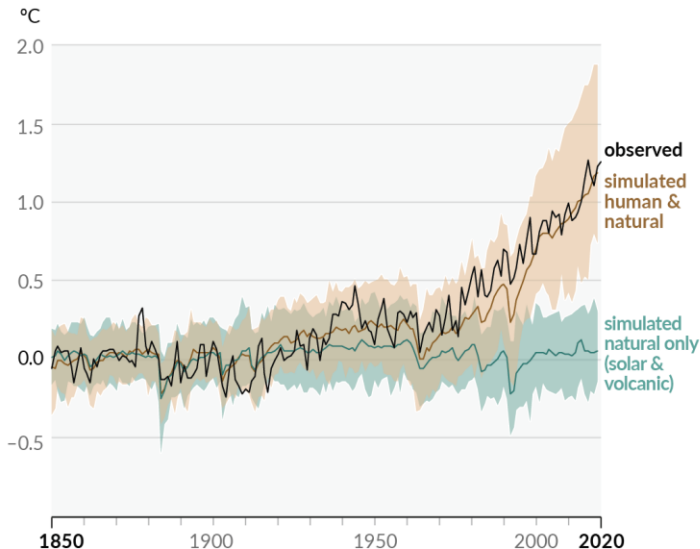 °C
2.0
1.5
1.0
0.5
0.0
–0.5
observed
simulated
human &
natural
simulated
natural only
(solar &
volcanic)
1850
1900
1950
2000
2020